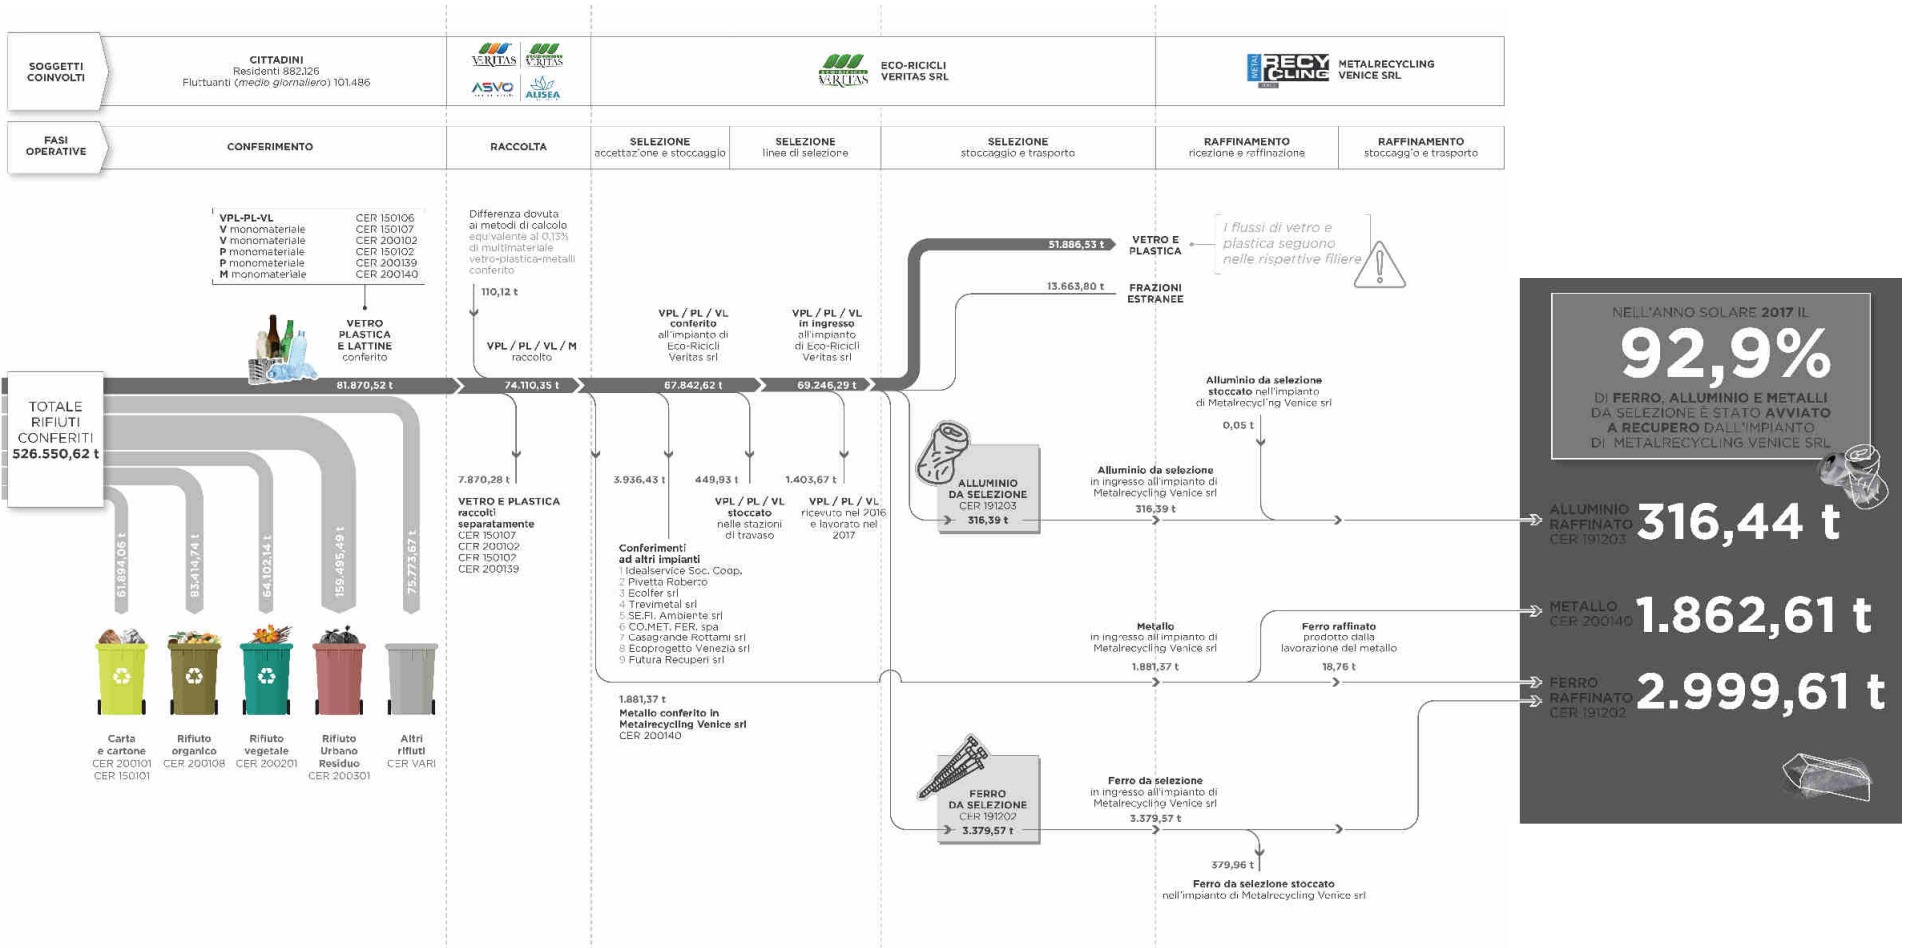 SOGGETTI
COINVOLTI
CITTADINI
Residenti 882.126
Fluttuanti (medio giornaliero) 101.486
VERITAS
VERITAS
ASVO
ALISEA
ECO-RICICLI
VERITAS
ECO-RICICLI
VERITAS SRL
METAL
RECY
CLING
METALRECYCLING
VENICE SRL
FASI
OPERATIVE
CONFERIMENTO
RACCOLTA
SELEZIONE
accettazione e stoccaggio
SELEZIONE
linee di selezione
SELEZIONE
stoccaggio e trasporto
RAFFINAMENTO
ricezione e raffinazione
RAFFINAMENTO
stoccaggio e trasporto
VPL-PL-VL CER 150106
V monomateriale CER 150107
V monomateriale CER 200102
P monomateriale CER 150102
P monomateriale CER 200139
M monomateriale CER 200140
VETRO
PLASTICA
E LATTINE
conferito
81.870,52 t
Differenza dovuta
ai metodi di calcolo
equivalente al 0,13%
di multimateriale
vetro-plastica-metalli
conferito
110,12 t
VPL / PL / VL / M
raccolto
74.110,35 t
VPL / PL / VL
conferito
all'impianto di
Eco-Ricicli
Veritas srl
67.842,62 t
VPL / PL / VL
in ingresso
all'impianto
di Eco-Ricicli
Veritas srl
69.246,29 t
51.886,53 t
VETRO E
PLASTICA
I flussi di vetro e
plastica seguono
nelle rispettive filiere
13.663,80 t
FRAZIONI
ESTRANEE
TOTALE
RIFIUTI
CONFERITI
526.550,62 t
61.894,06 t
83.414,74 t
64.102,14 t
159.495,49 t
75.773,67 t
Carta
e cartone
CER 200101
CER 150101
Rifiuto
organico
CER 200108
Rifiuto
vegetale
CER 200201
Rifiuto
Urbano
Residuo
CER 200301
Altri
rifiuti
CER VARI
7.870,28 t
VETRO E PLASTICA
raccolti
separatamente
CER 150107
CER 200102
CER 150102
CER 200139
3.936,43 t
Conferimenti
ad altri impianti
1 Idealservice Soc. Coop.
2 Pivetta Roberto
3 Ecolfer srl
4 Trevimetal srl
5 SE.FI. Ambiente srl
6 CO.MET. FER. spa
7 Casagrande Rottami srl
8 Ecoprogetto Venezia srl
9 Futura Recuperi srl
449,93 t
VPL / PL / VL
stoccato
nelle stazioni
di travaso
1.403,67 t
VPL / PL / VL
ricevuto nel 2016
e lavorato nel
2017
1.881,37 t
Metallo conferito in
Metalrecycling Venice srl
CER 200140
ALLUMINIO
DA SELEZIONE
CER 191203
316,39 t
Alluminio da selezione
in ingresso all'impianto di
Metalrecycling Venice srl
316,39 t
Alluminio da selezione
stoccato nell'impianto
di Metalrecycling Venice srl
0,05 t
Metallo
in ingresso all'impianto di
Metalrecycling Venice srl
1.881,37 t
Ferro raffinato
prodotto dalla
lavorazione del metallo
18,76 t
FERRO
DA SELEZIONE
CER 191202
3.379,57 t
Ferro da selezione
in ingresso all'impianto di
Metalrecycling Venice srl
3.379,57 t
379,96 t
Ferro da selezione stoccato
nell'impianto di Metalrecycling Venice srl
NELL'ANNO SOLARE 2017 IL
92,9%
DI FERRO, ALLUMINIO E METALLI
DA SELEZIONE È STATO AVVIATO
A RECUPERO DALL'IMPIANTO
DI METALRECYCLING VENICE SRL
ALLUMINIO
RAFFINATO
CER 191203
316,44 t
METALLO
CER 200140
1.862,61 t
FERRO
RAFFINATO
CER 191202
2.999,61 t